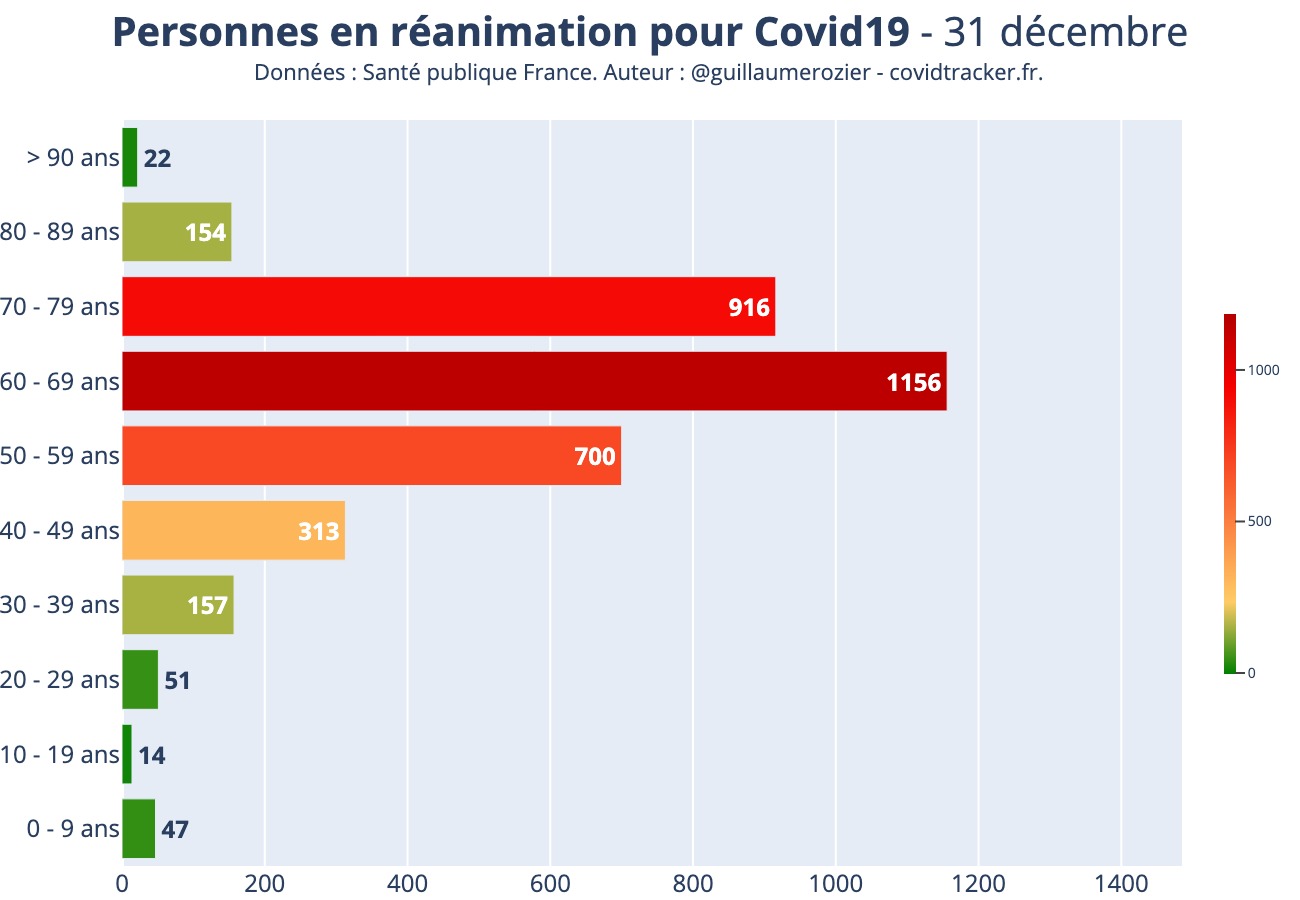 Personnes en réanimation pour Covid19 - 31 décembre
Données : Santé publique France. Auteur : @guillaumerozier - covidtracker.fr.
> 90 ans 22
80 - 89 ans 154
70 - 79 ans 916
60 - 69 ans 1156
50 - 59 ans 700
40 - 49 ans 313
30 - 39 ans 157
20 - 29 ans 51
10 - 19 ans 14
0 - 9 ans 47
0 200 400 600 800 1000 1200 1400
1000
500
0